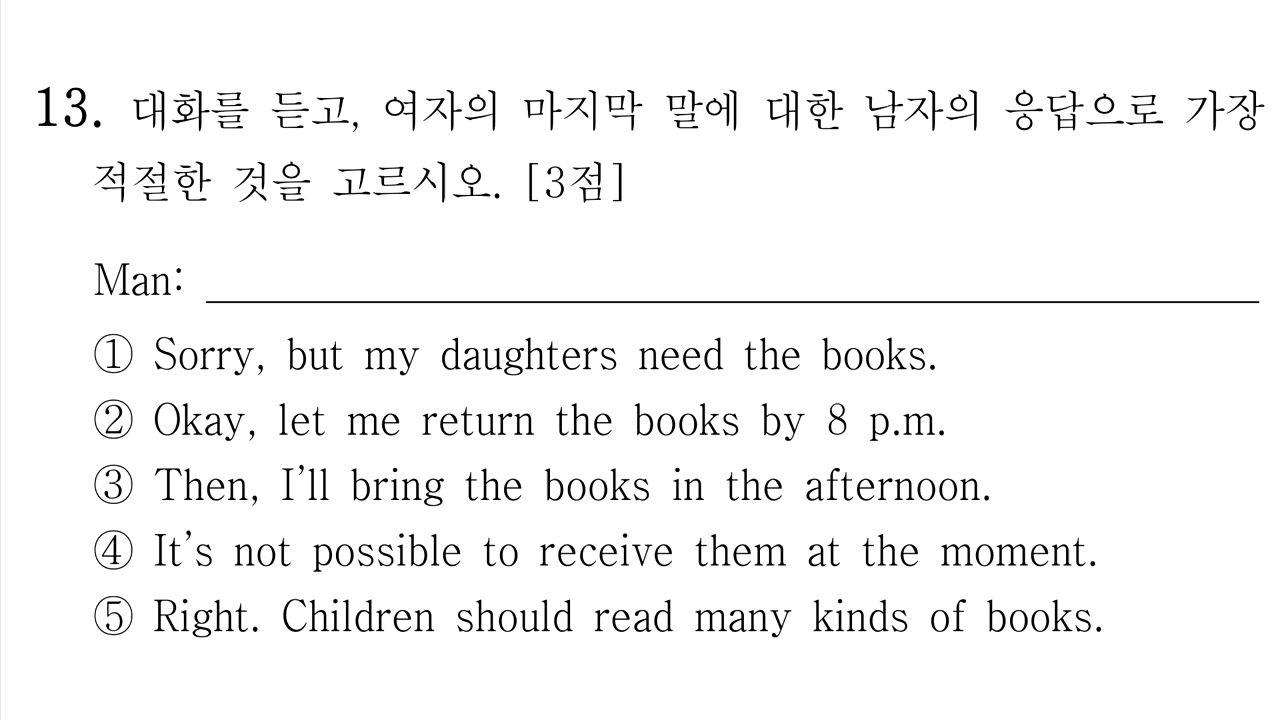 13. 대화를 듣고, 여자의 마지막 말에 대한 남자의 응답으로 가장
적절한 것을 고르시오. [3점]
Man:
① Sorry, but my daughters need the books.
② Okay, let me return the books by 8 p.m.
③ Then, I’ll bring the books in the afternoon.
④ It’s not possible to receive them at the moment.
⑤ Right. Children should read many kinds of books.